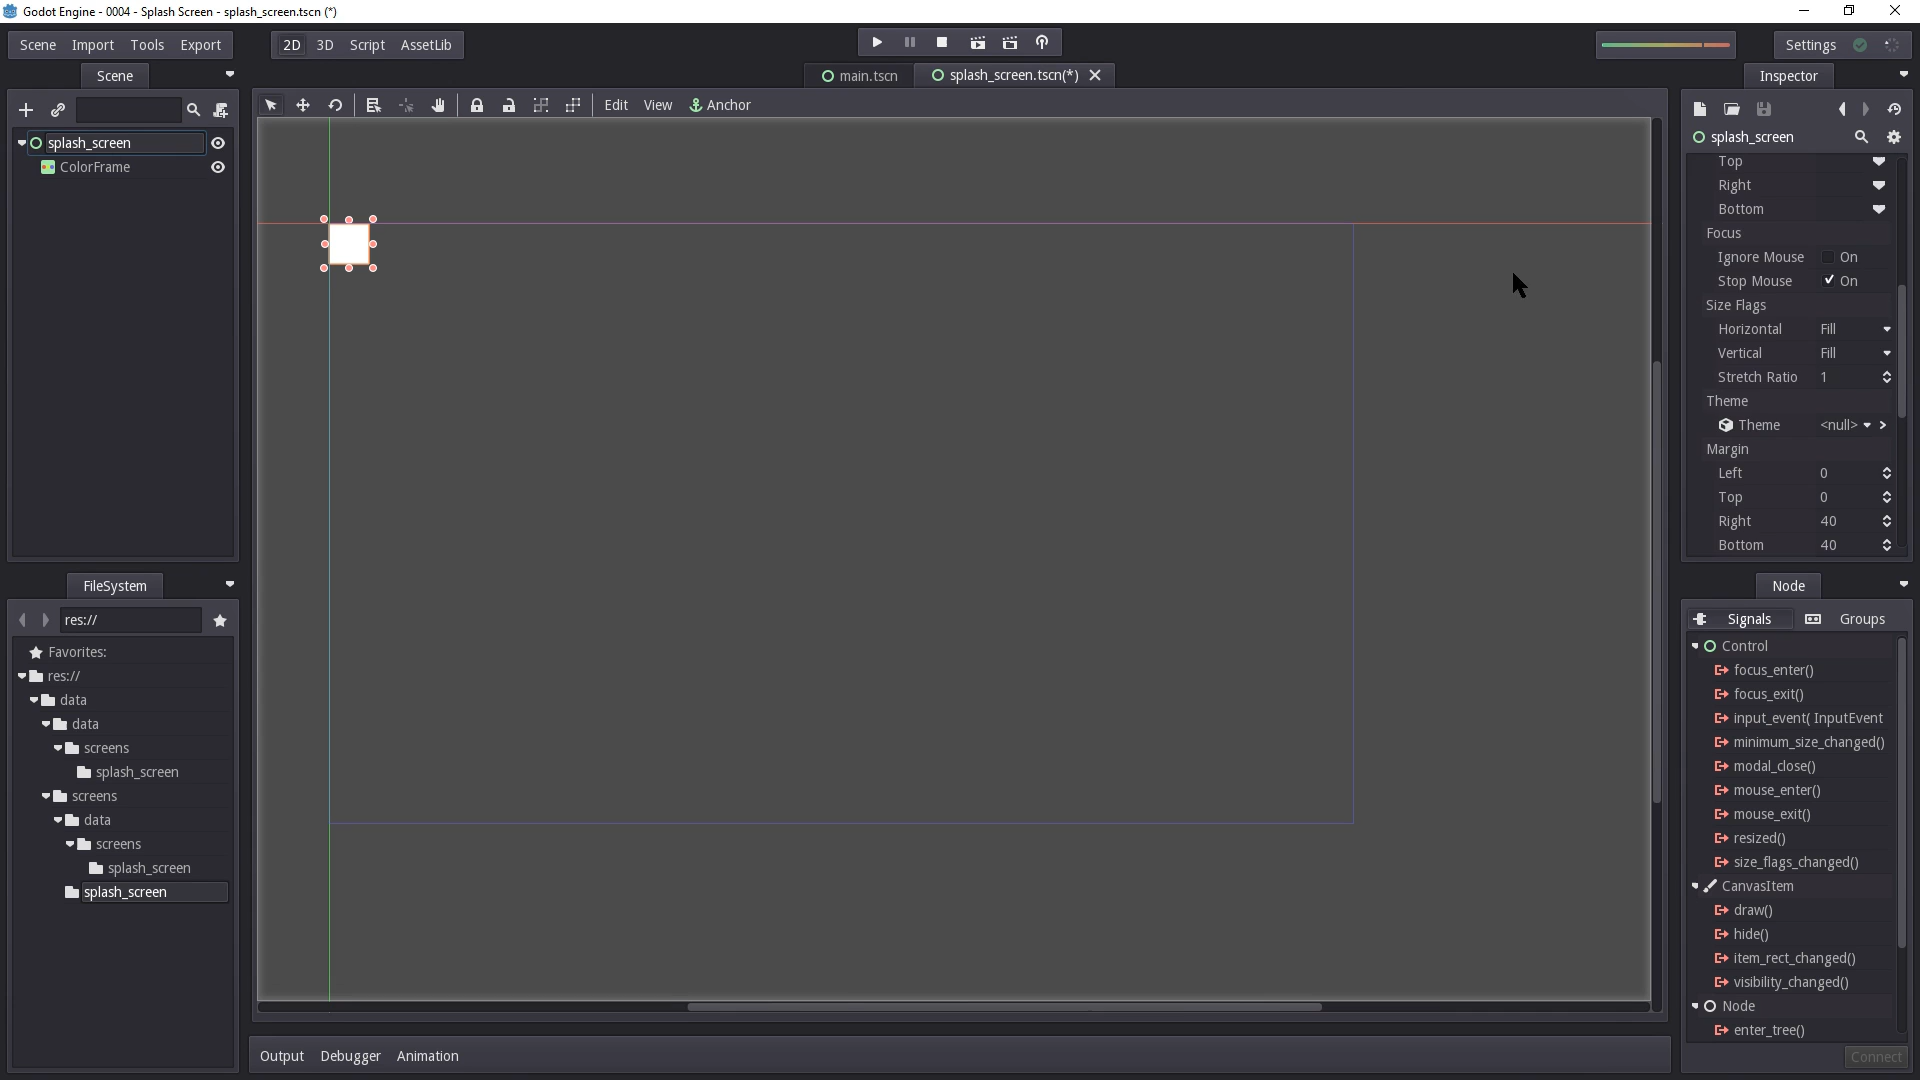 Godot Engine - 0004 - Splash Screen - splash_screen.tscn (*)
Scene Import Tools Export
2D 3D Script AssetLib
Settings
Scene
main.tscn
splash_screen.tscn(*)
Inspector
Edit View Anchor
splash_screen
ColorFrame
splash_screen
Top
Right
Bottom
Focus
Ignore Mouse On
Stop Mouse On
Size Flags
Horizontal Fill
Vertical Fill
Stretch Ratio 1
Theme
Theme <null>
Margin
Left 0
Top 0
Right 40
Bottom 40
FileSystem
res://
Favorites:
res://
data
data
screens
splash_screen
screens
data
screens
splash_screen
splash_screen
Node
Signals Groups
Control
focus_enter()
focus_exit()
input_event( InputEvent
minimum_size_changed()
modal_close()
mouse_enter()
mouse_exit()
resized()
size_flags_changed()
CanvasItem
draw()
hide()
item_rect_changed()
visibility_changed()
Node
enter_tree()
Connect
Output Debugger Animation